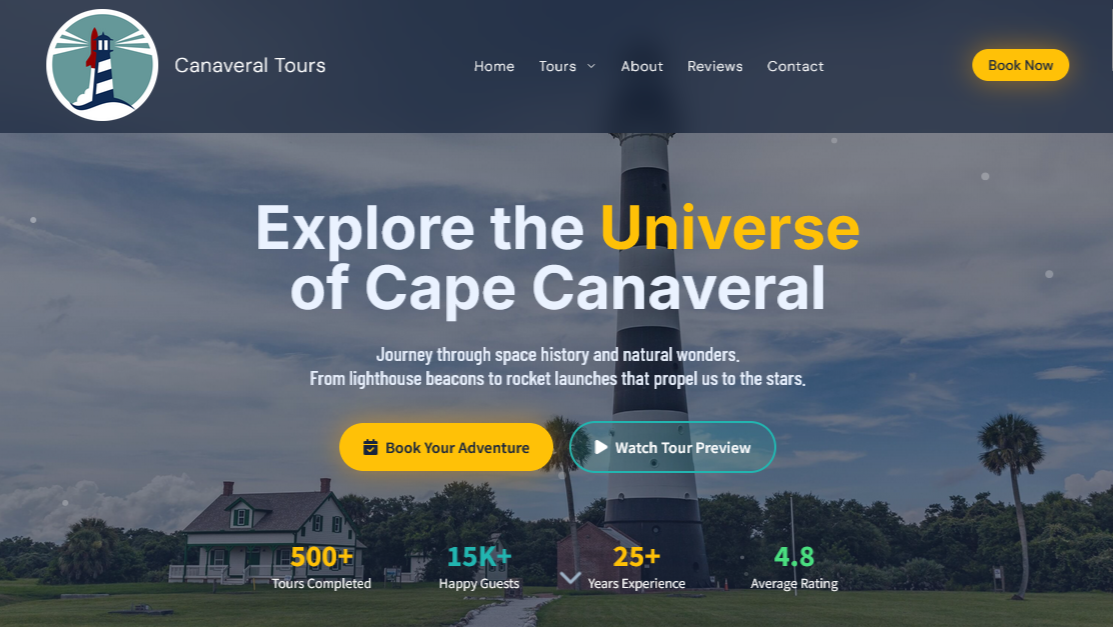 Canaveral Tours
Home Tours About Reviews Contact
Book Now
Explore the Universe
of Cape Canaveral
Journey through space history and natural wonders.
From lighthouse beacons to rocket launches that propel us to the stars.
Book Your Adventure
Watch Tour Preview
500+ 15K+ 25+ 4.8
Tours Completed Happy Guests Years Experience Average Rating